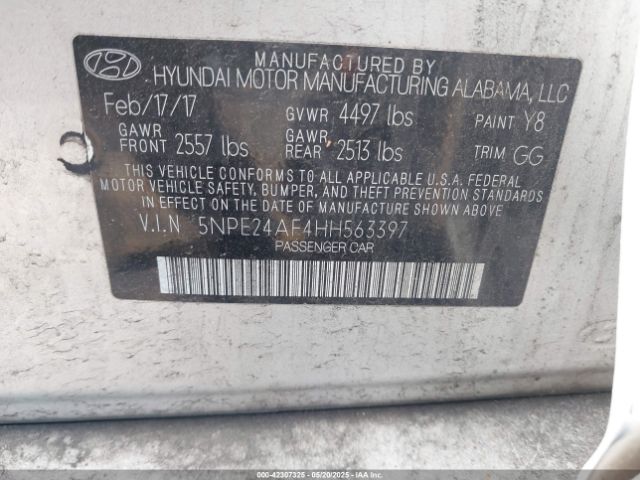 MANUFACTURED BY
HYUNDAI MOTOR MANUFACTURING ALABAMA, LLC
Feb/17/17 GVWR 4497 lbs PAINT Y8
GAWR FRONT 2557 lbs GAWR REAR 2513 lbs TRIM GG
THIS VEHICLE CONFORMS TO ALL APPLICABLE U.S.A. FEDERAL
MOTOR VEHICLE SAFETY, BUMPER, AND THEFT PREVENTION STANDARDS
IN EFFECT ON THE DATE OF MANUFACTURE SHOWN ABOVE.
V.I.N 5NPE24AF4HH563397
PASSENGER CAR
000-42307325 - 05/20/2025 - COPYRIGHT IAA, LLC.